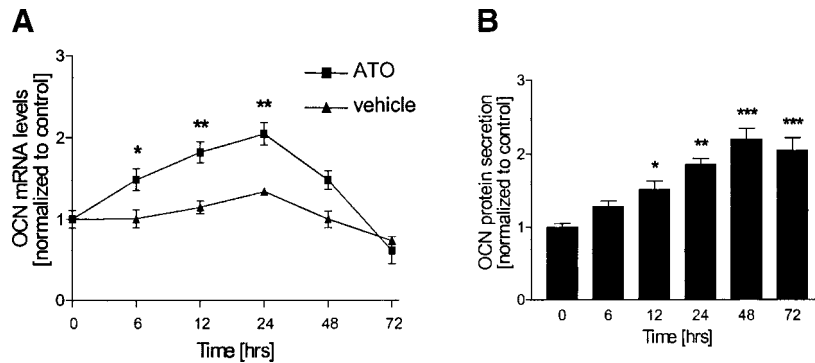 A
OCN mRNA levels
[normalized to control]
3
2
1
0
ATO
vehicle
*
**
**
0
6
12
24
48
72
Time [hrs]
B
OCN protein secretion
[normalized to control]
3
2
1
0
*
**
***
***
0
6
12
24
48
72
Time [hrs]